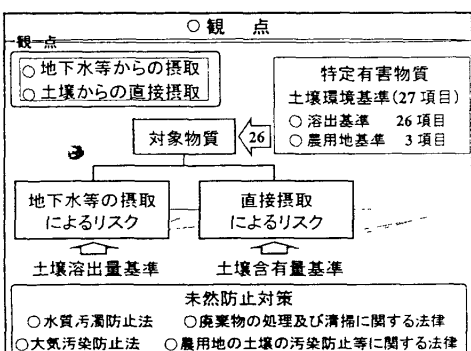 ○観 点
観 点
○ 地下水等からの摂取
○ 土壌からの直接摂取
特定有害物質
土壌環境基準(27項目)
○ 溶出基準 26 項目
○ 農用地基準 3 項目
対象物質
26
地下水等の摂取
によるリスク
直接摂取
によるリスク
土壌溶出量基準
土壌含有量基準
未然防止対策
○水質汚濁防止法 ○廃棄物の処理及び清掃に関する法律
○大気汚染防止法 ○農用地の土壌の汚染防止等に関する法律